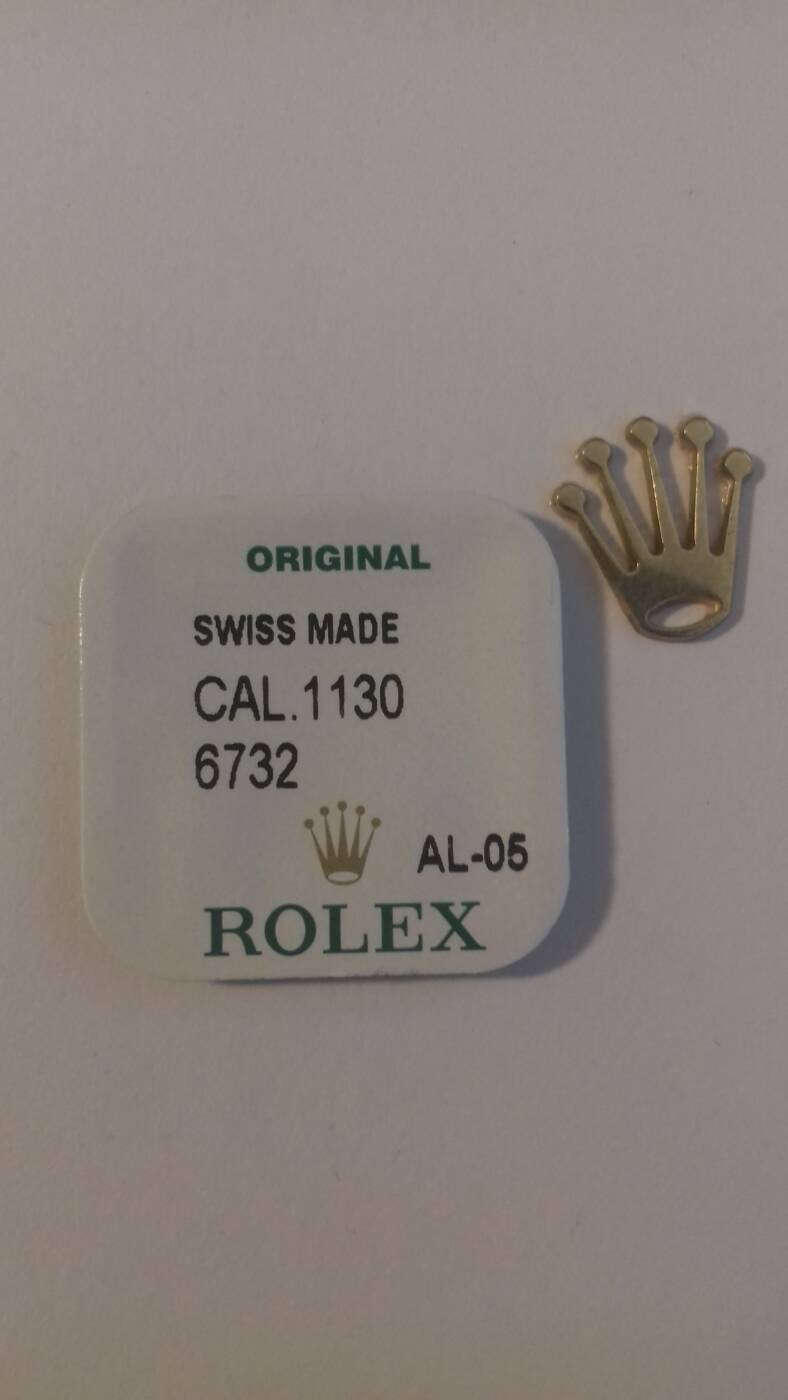 ORIGINAL
SWISS MADE
CAL.1130
6732
AL-05
ROLEX